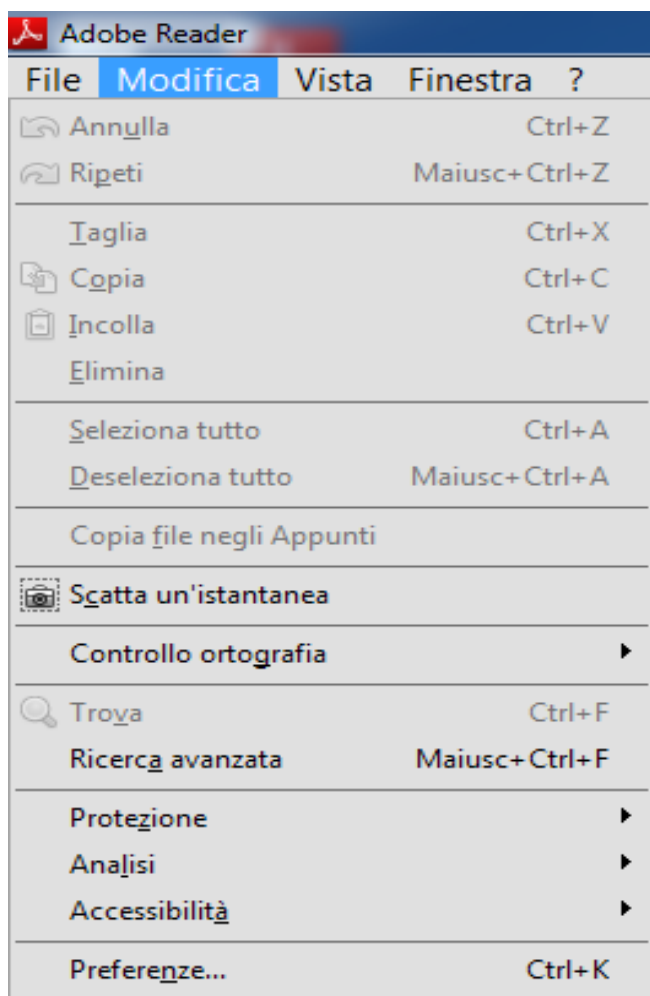 Adobe Reader
File Modifica Vista Finestra ?
Annulla Ctrl+Z
Ripeti Maiusc+Ctrl+Z
Taglia Ctrl+X
Copia Ctrl+C
Incolla Ctrl+V
Elimina
Seleziona tutto Ctrl+A
Deseleziona tutto Maiusc+Ctrl+A
Copia file negli Appunti
Scatta un'istantanea
Controllo ortografia
Trova Ctrl+F
Ricerca avanzata Maiusc+Ctrl+F
Protezione
Analisi
Accessibilità
Preferenze... Ctrl+K